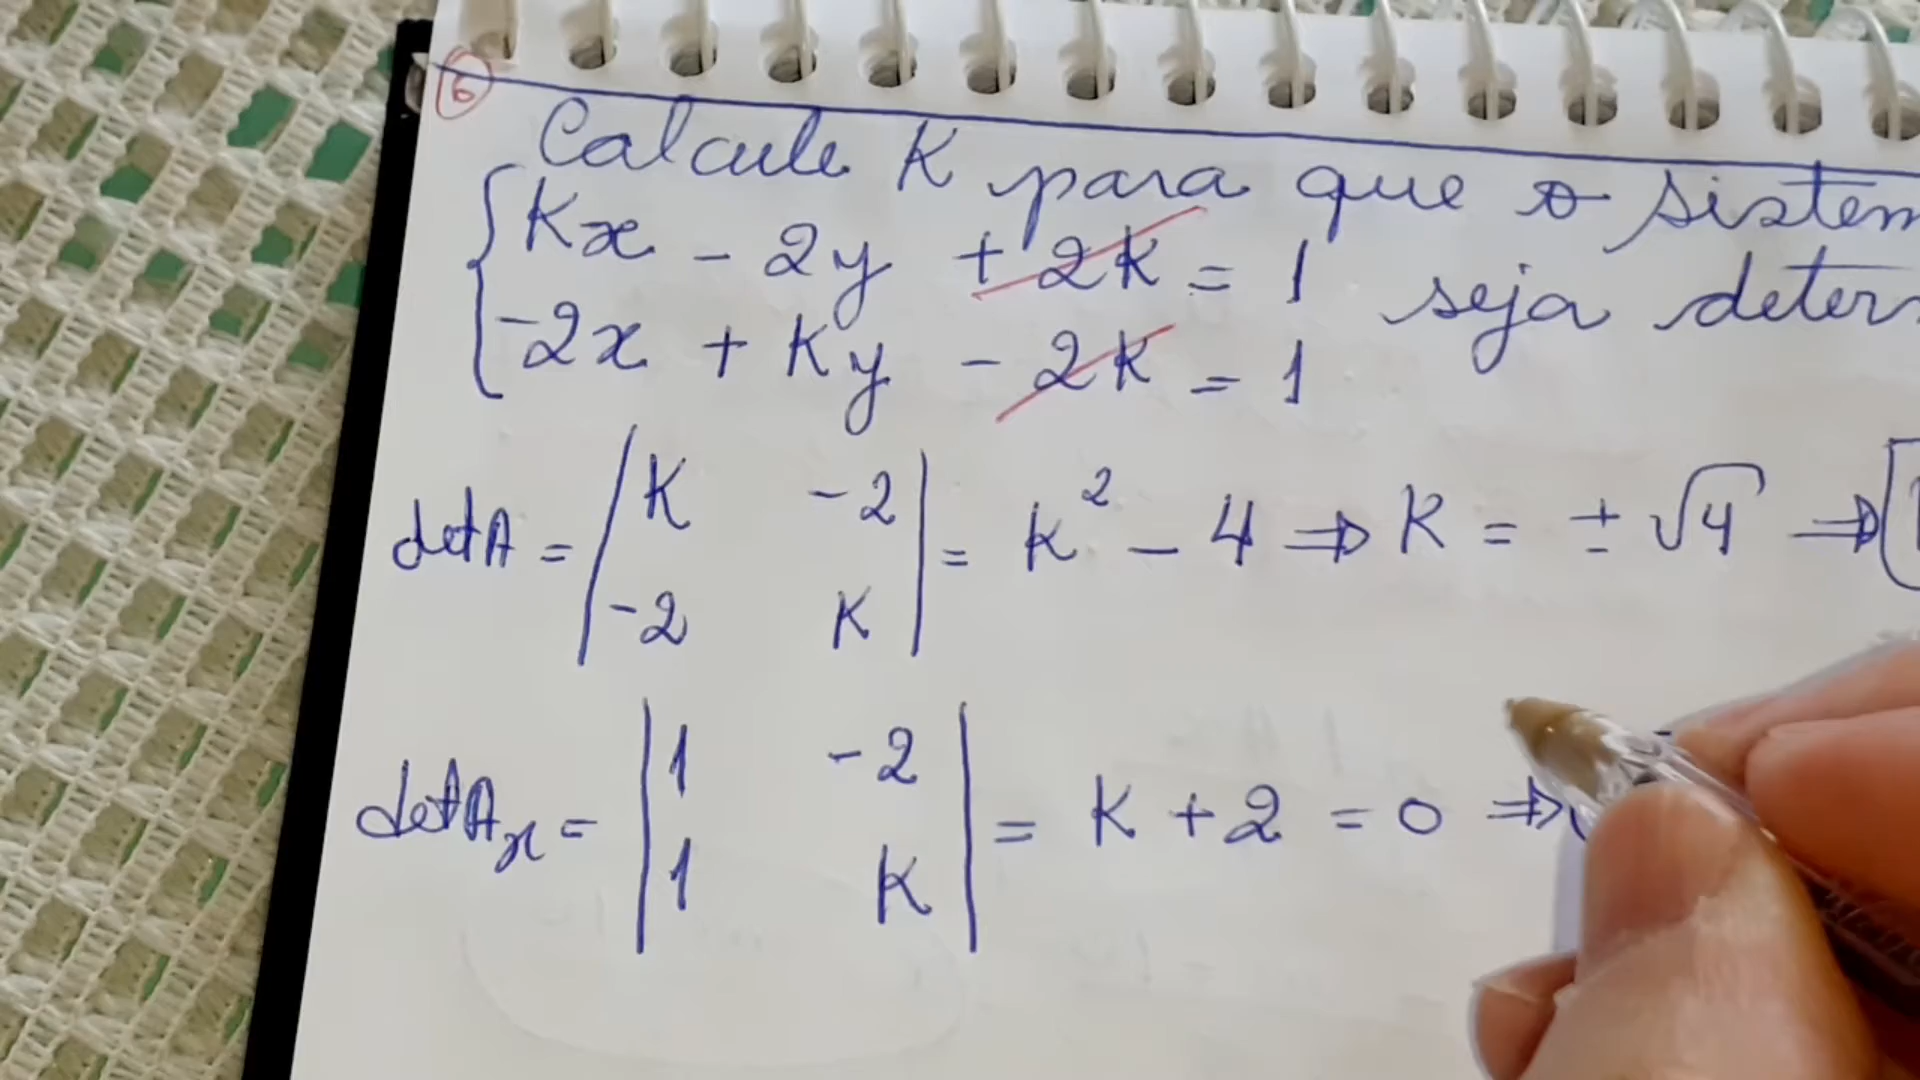 6
Calcule K para que o sistem
Kx - 2y + 2k = 1 seja deter
-2x + Ky - 2k = 1
detA = | K -2 | = K² - 4 ⇒ K = ± √4 ⇒
-2 K
detAx = | 1 -2 | = K + 2 = 0 ⇒
1 K